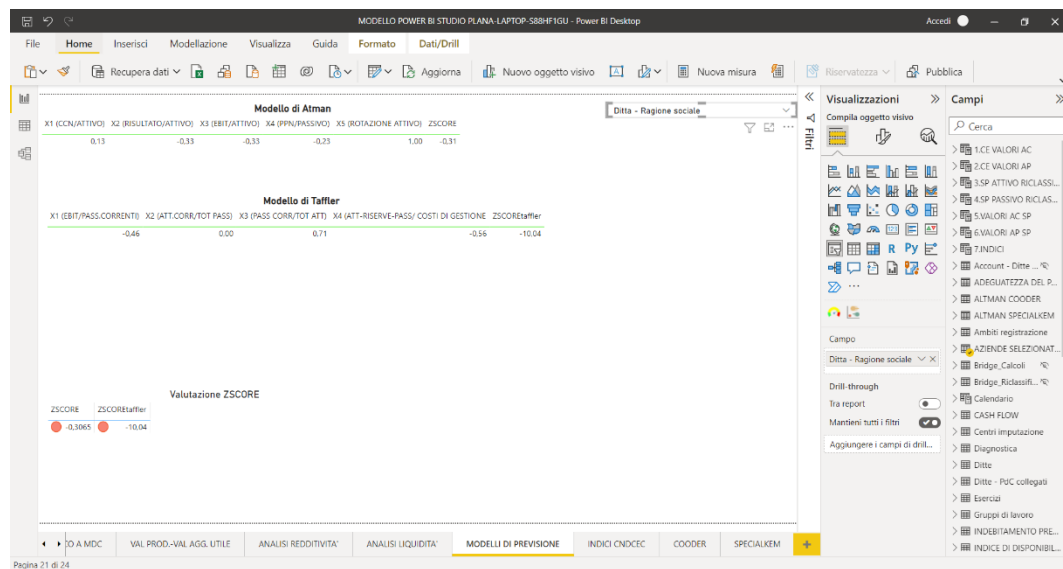 MODELLO POWER BI STUDIO PLANA-LAPTOP-S88HF1GU - Power BI Desktop
Accedi
File Home Inserisci Modellazione Visualizza Guida Formato Dati/Drill
Recupera dati Aggiorna Nuovo oggetto visivo Nuova misura Riservatezza Pubblica
Modello di Atman
X1 (CCN/ATTIVO) X2 (RISULTATO/ATTIVO) X3 (EBIT/ATTIVO) X4 (PPN/PASSIVO) X5 (ROTAZIONE ATTIVO) ZSCORE
0,13 -0,33 -0,33 -0,23 1,00 -0,31
Ditta - Ragione sociale
Modello di Taffler
X1 (EBIT/PASS.CORRENTI) X2 (ATT.CORR/TOT PASS) X3 (PASS CORR/TOT ATT) X4 (ATT-RISERVE-PASS/ COSTI DI GESTIONE ZSCOREtaffler
-0,46 0,00 0,71 -0,56 -10,04
Valutazione ZSCORE
ZSCORE ZSCOREtaffler
-0,3065 -10,04
Filtri
Visualizzazioni
Compila oggetto visivo
R Py
Campo
Ditta - Ragione sociale
Drill-through
Tra report
Mantieni tutti i filtri
Aggiungere i campi di drill...
Campi
Cerca
1.CE VALORI AC
2.CE VALORI AP
3.SP ATTIVO RICLASSI...
4.SP PASSIVO RICLAS...
5.VALORI AC SP
6.VALORI AP SP
7.INDICI
Account - Ditte ...
ADEGUATEZZA DEL P...
ALTMAN COODER
ALTMAN SPECIALKEM
Ambiti registrazione
AZIENDE SELEZIONAT...
Bridge_Calcoli
Bridge_Riclassifi...
Calendario
CASH FLOW
Centri imputazione
Diagnostica
Ditte
Ditte - PdC collegati
Esercizi
Gruppi di lavoro
INDEBITAMENTO PRE...
INDICE DI DISPONIBIL...
O A MDC VAL PROD.-VAL AGG. UTILE ANALISI REDDITIVITA' ANALISI LIQUIDITA' MODELLI DI PREVISIONE INDICI CNDCEC COODER SPECIALKEM
Pagina 21 di 24